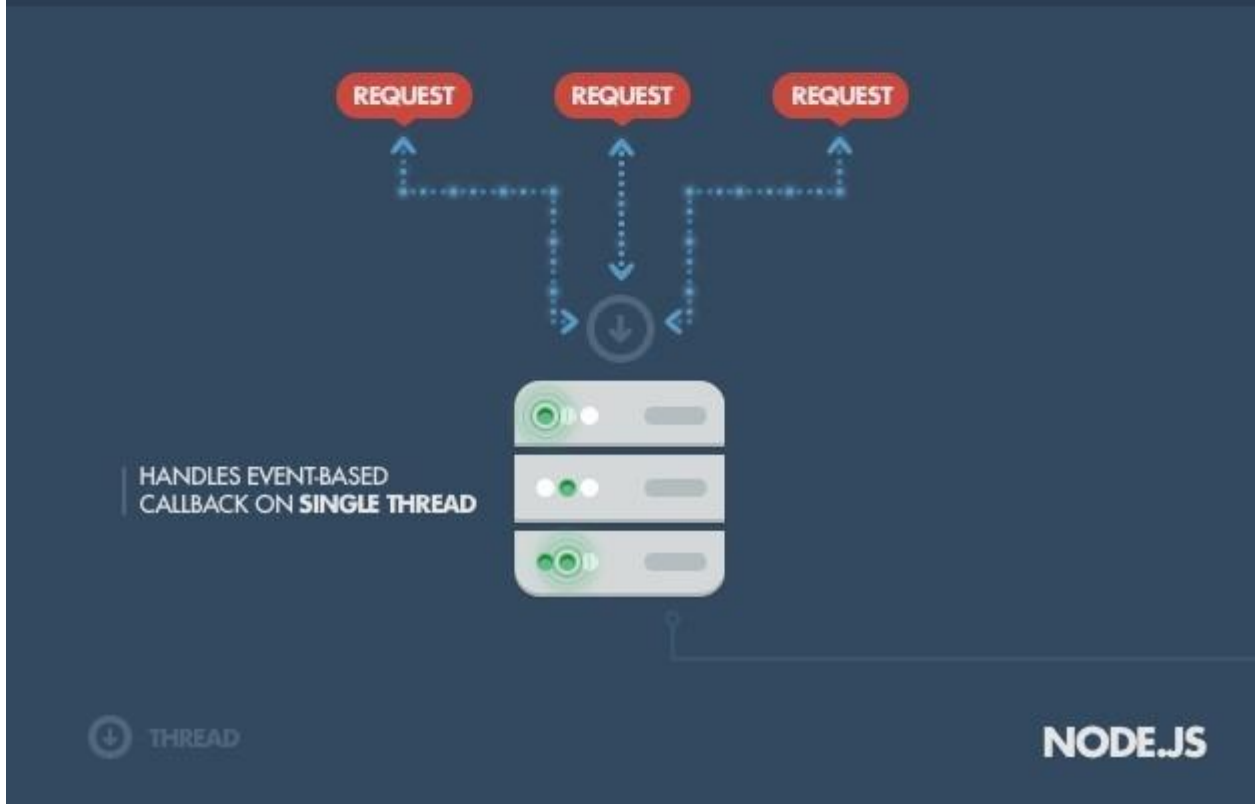 REQUEST
REQUEST
REQUEST
HANDLES EVENT-BASED
CALLBACK ON SINGLE THREAD
THREAD
NODE.JS